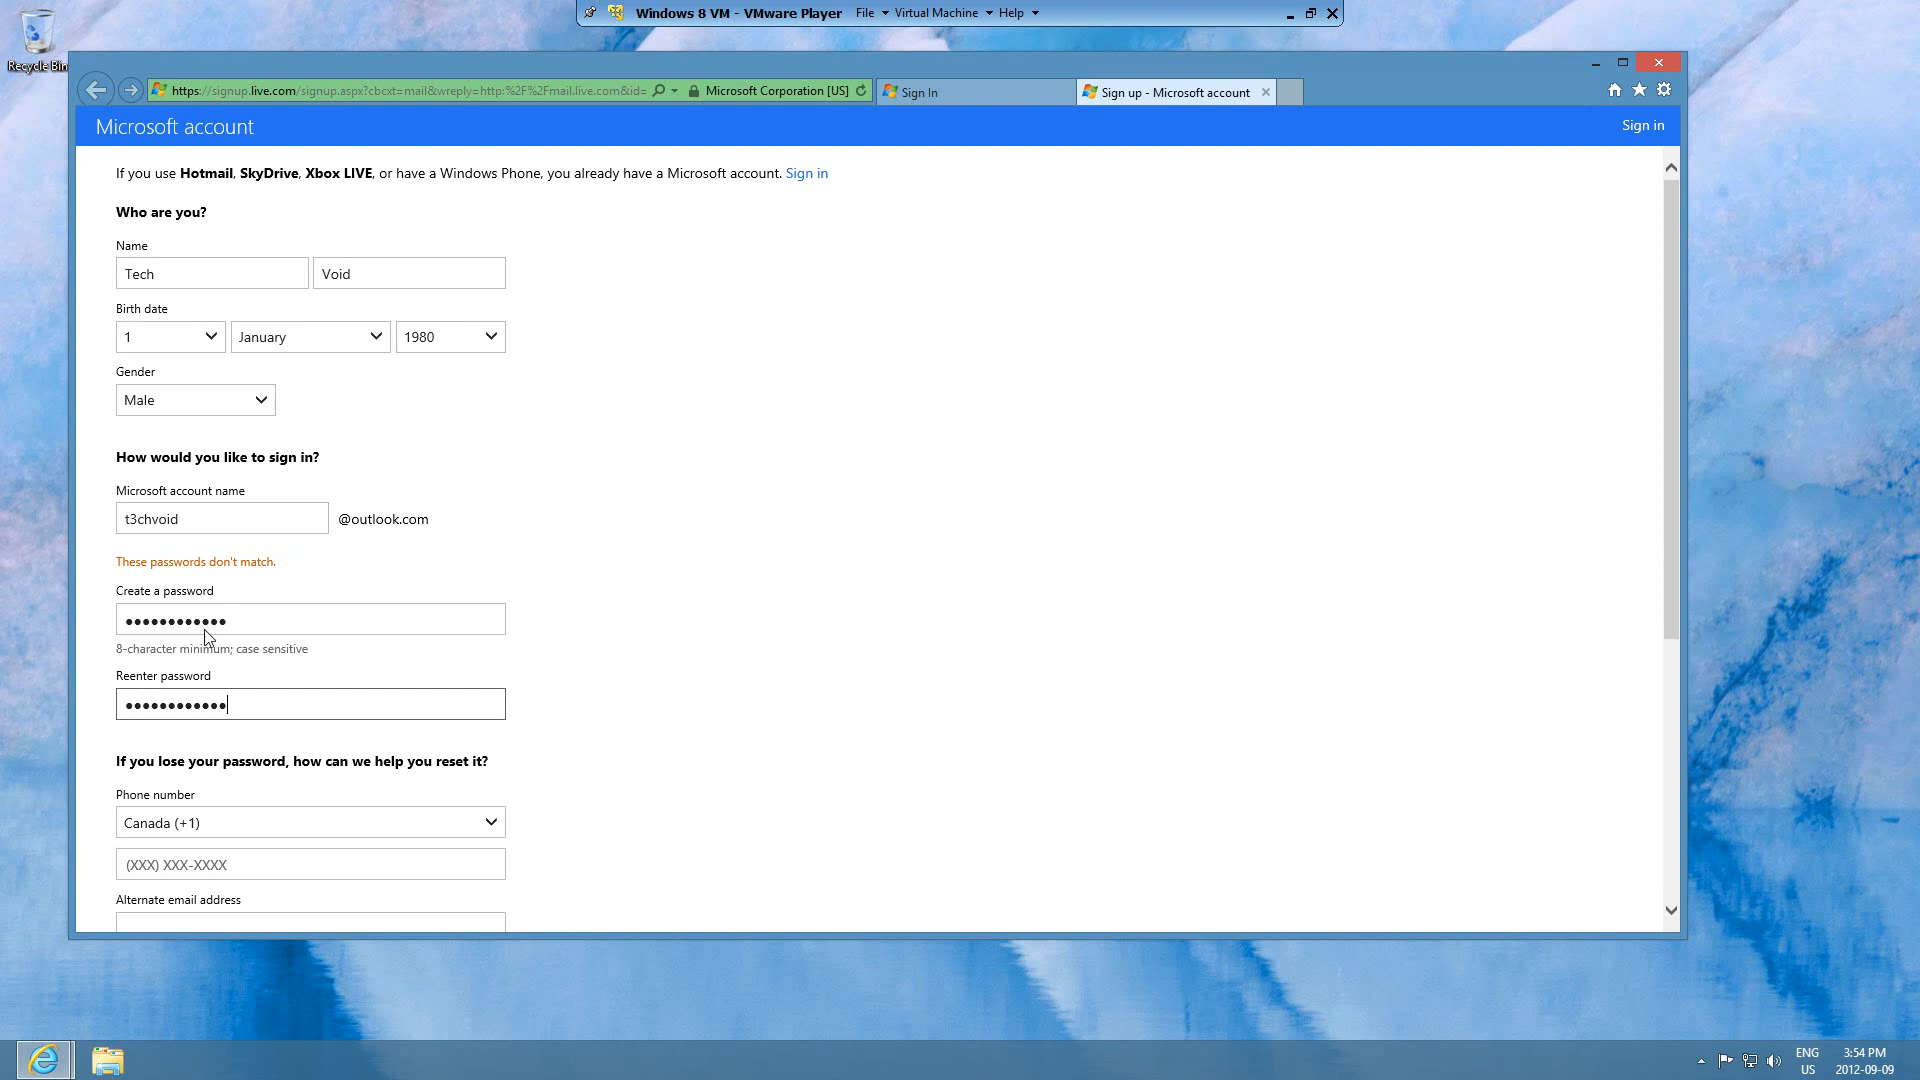 Windows 8 VM - VMware Player File Virtual Machine Help
Recycle Bin
https://signup.live.com/signup.aspx?cbcxt=mail&wreply=http:%2F%2Fmail.live.com&id= Microsoft Corporation [US] Sign In Sign up - Microsoft account
Microsoft account Sign in
If you use Hotmail, SkyDrive, Xbox LIVE, or have a Windows Phone, you already have a Microsoft account. Sign in
Who are you?
Name
Tech Void
Birth date
1 January 1980
Gender
Male
How would you like to sign in?
Microsoft account name
t3chvoid @outlook.com
These passwords don't match.
Create a password
●●●●●●●●●●●●
8-character minimum; case sensitive
Reenter password
●●●●●●●●●●●●
If you lose your password, how can we help you reset it?
Phone number
Canada (+1)
(XXX) XXX-XXXX
Alternate email address
ENG 3:54 PM
US 2012-09-09